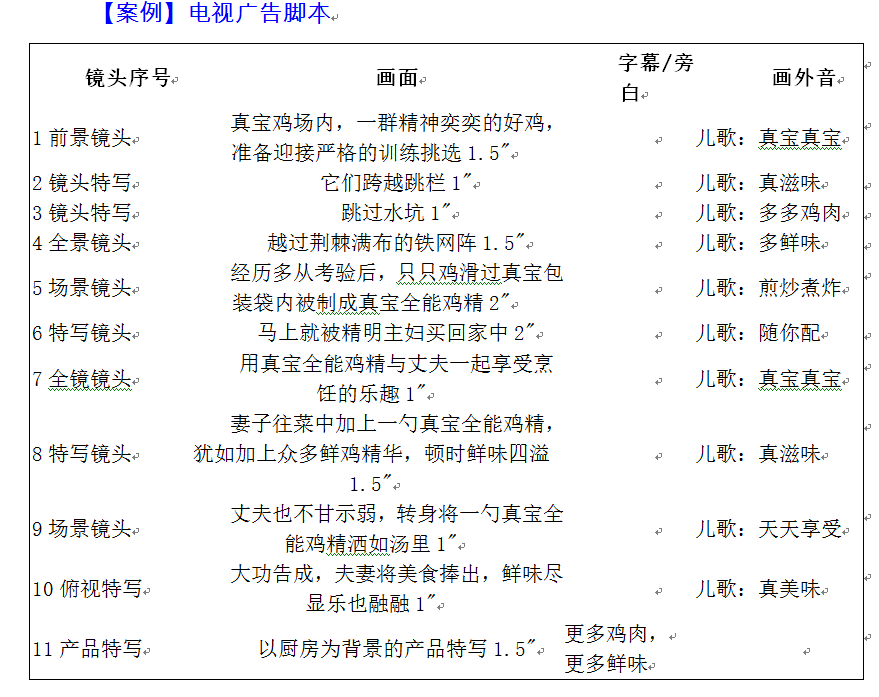 【案例】电视广告脚本
镜头序号 画面 字幕/旁白 画外音
1 前景镜头 真宝鸡场内，一群精神奕奕的好鸡，准备迎接严格的训练挑选 1.5″ 儿歌：真宝真宝
2 镜头特写 它们跨越跳栏 1″ 儿歌：真滋味
3 镜头特写 跳过水坑 1″ 儿歌：多多鸡肉
4 全景镜头 越过荆棘满布的铁网阵 1.5″ 儿歌：多鲜味
5 场景镜头 经历多从考验后，只只鸡滑过真宝包装袋内被制成真宝全能鸡精 2″ 儿歌：煎炒煮炸
6 特写镜头 马上就被精明主妇买回家中 2″ 儿歌：随你配
7 全镜镜头 用真宝全能鸡精与丈夫一起享受烹饪的乐趣 1″ 儿歌：真宝真宝
8 特写镜头 妻子往菜中加上一勺真宝全能鸡精，犹如加上众多鲜鸡精华，顿时鲜味四溢 1.5″ 儿歌：真滋味
9 场景镜头 丈夫也不甘示弱，转身将一勺真宝全能鸡精洒如汤里 1″ 儿歌：天天享受
10 俯视特写 大功告成，夫妻将美食捧出，鲜味尽显乐也融融 1″ 儿歌：真美味
11 产品特写 以厨房为背景的产品特写 1.5″ 更多鸡肉，更多鲜味